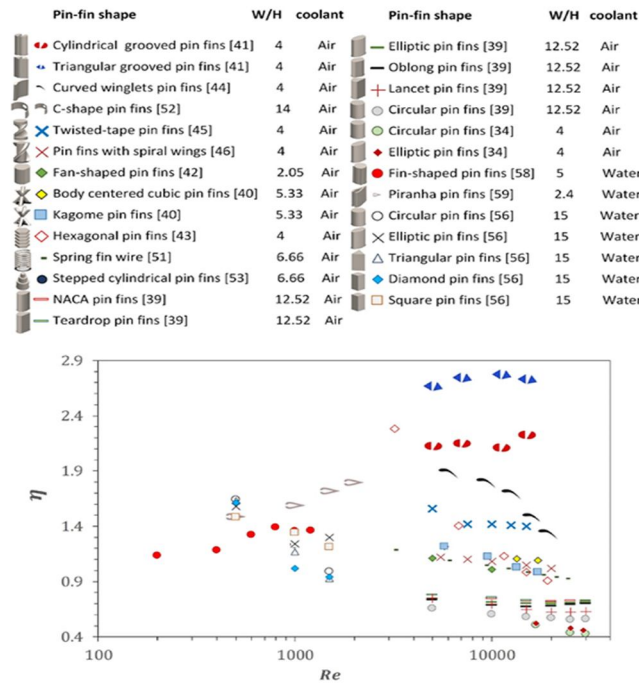 Pin-fin shape W/H coolant
Cylindrical grooved pin fins [41] 4 Air
Triangular grooved pin fins [41] 4 Air
Curved winglets pin fins [44] 4 Air
C-shape pin fins [52] 14 Air
Twisted-tape pin fins [45] 4 Air
Pin fins with spiral wings [46] 4 Air
Fan-shaped pin fins [42] 2.05 Air
Body centered cubic pin fins [40] 5.33 Air
Kagome pin fins [40] 5.33 Air
Hexagonal pin fins [43] 4 Air
Spring fin wire [51] 6.66 Air
Stepped cylindrical pin fins [53] 6.66 Air
NACA pin fins [39] 12.52 Air
Teardrop pin fins [39] 12.52 Air
Pin-fin shape W/H coolant
Elliptic pin fins [39] 12.52 Air
Oblong pin fins [39] 12.52 Air
Lancet pin fins [39] 12.52 Air
Circular pin fins [39] 12.52 Air
Circular pin fins [34] 4 Air
Elliptic pin fins [34] 4 Air
Fin-shaped pin fins [58] 5 Water
Piranha pin fins [59] 2.4 Water
Circular pin fins [56] 15 Water
Elliptic pin fins [56] 15 Water
Triangular pin fins [56] 15 Water
Diamond pin fins [56] 15 Water
Square pin fins [56] 15 Water
2.9
2.4
1.9
1.4
0.9
0.4
η
100 1000 10000
Re